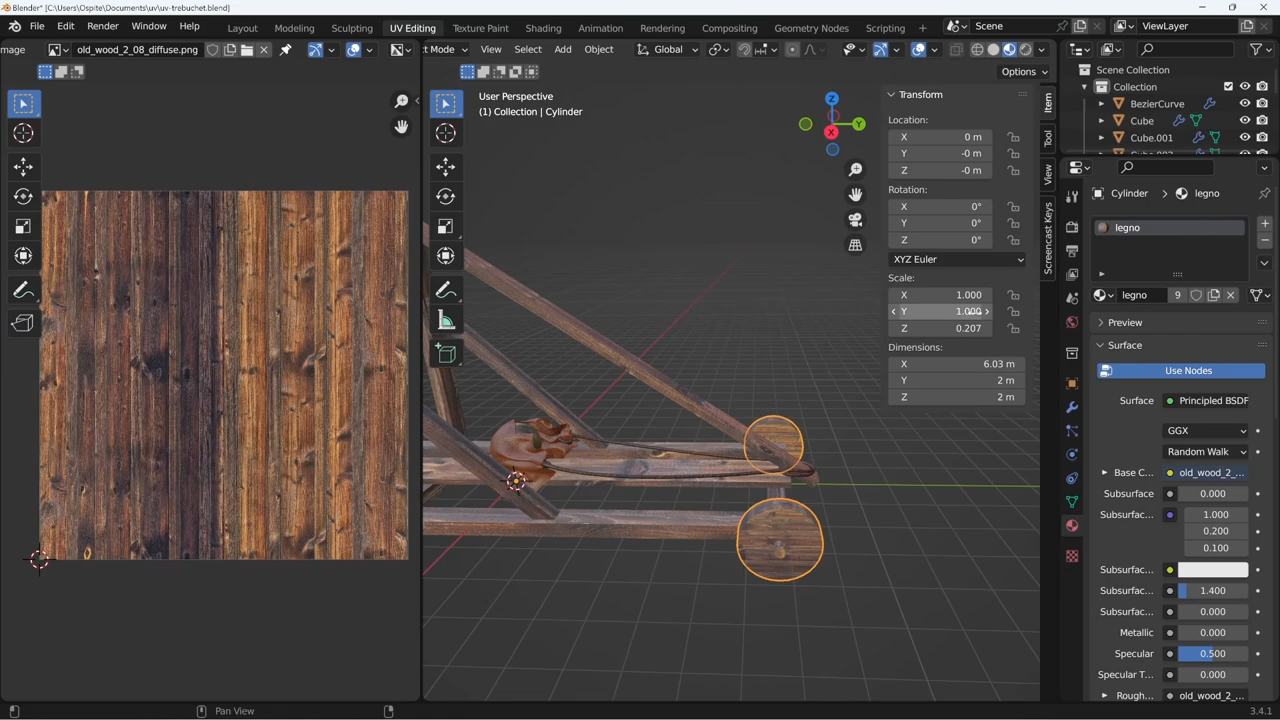 Blender* [C:\Users\Ospite\Documents\uv\uv-trebuchet.blend]
File Edit Render Window Help
Layout Modeling Sculpting UV Editing Texture Paint Shading Animation Rendering Compositing Geometry Nodes Scripting +
Scene
ViewLayer
mage
old_wood_2_08_diffuse.png
ct Mode View Select Add Object
Global
Options
User Perspective
(1) Collection | Cylinder
Z
Y
X
Transform
Location:
X 0 m
Y -0 m
Z -0 m
Rotation:
X 0°
Y 0°
Z 0°
XYZ Euler
Scale:
X 1.000
Y 1.000
Z 0.207
Dimensions:
X 6.03 m
Y 2 m
Z 2 m
Item
Tool
View
Screencast Keys
Scene Collection
Collection
BezierCurve
Cube
Cube.001
Cylinder > legno
legno
legno 9
Preview
Surface
Use Nodes
Surface Principled BSDF
GGX
Random Walk
Base C... old_wood_2_...
Subsurface 0.000
Subsurfac... 1.000
0.200
0.100
Subsurfac...
Subsurfac... 1.400
Subsurfac... 0.000
Metallic 0.000
Specular 0.500
Specular T... 0.000
Rough... old_wood_2_...
Pan View
3.4.1